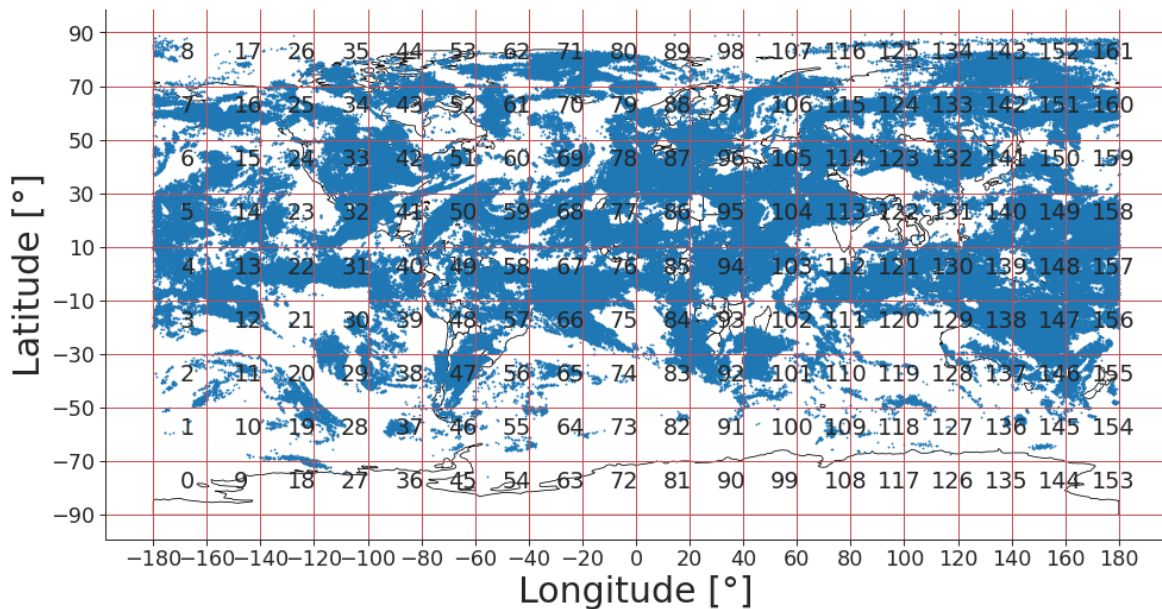 90 8 17 26 35 44 53 62 71 80 89 98 107 116 125 134 143 152 161
70
7 16 25 34 43 52 61 70 79 88 97 106 115 124 133 142 151 160
50
6 15 24 33 42 51 60 69 78 87 96 105 114 123 132 141 150 159
30
5 14 23 32 41 50 59 68 77 86 95 104 113 122 131 140 149 158
10
4 13 22 31 40 49 58 67 76 85 94 103 112 121 130 139 148 157
−10
3 12 21 30 39 48 57 66 75 84 93 102 111 120 129 138 147 156
−30
2 11 20 29 38 47 56 65 74 83 92 101 110 119 128 137 146 155
−50
1 10 19 28 37 46 55 64 73 82 91 100 109 118 127 136 145 154
−70
0 9 18 27 36 45 54 63 72 81 90 99 108 117 126 135 144 153
−90
−180 −160 −140 −120 −100 −80 −60 −40 −20 0 20 40 60 80 100 120 140 160 180
Longitude [°]
Latitude [°]